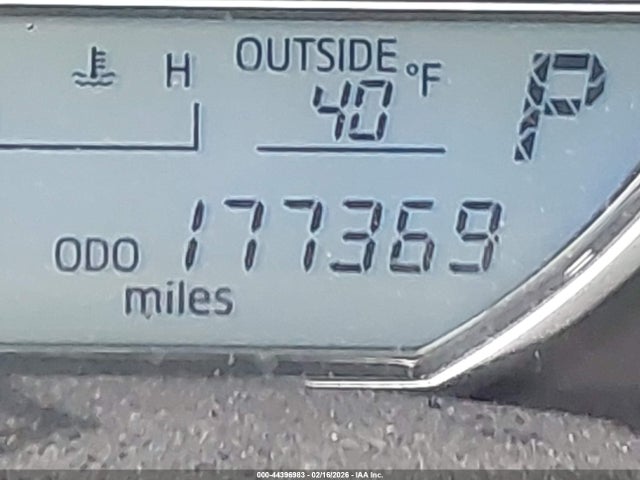 H OUTSIDE °F P
40
ODO 177369
miles
000-44396983 - 02/16/2026 - IAA Inc.